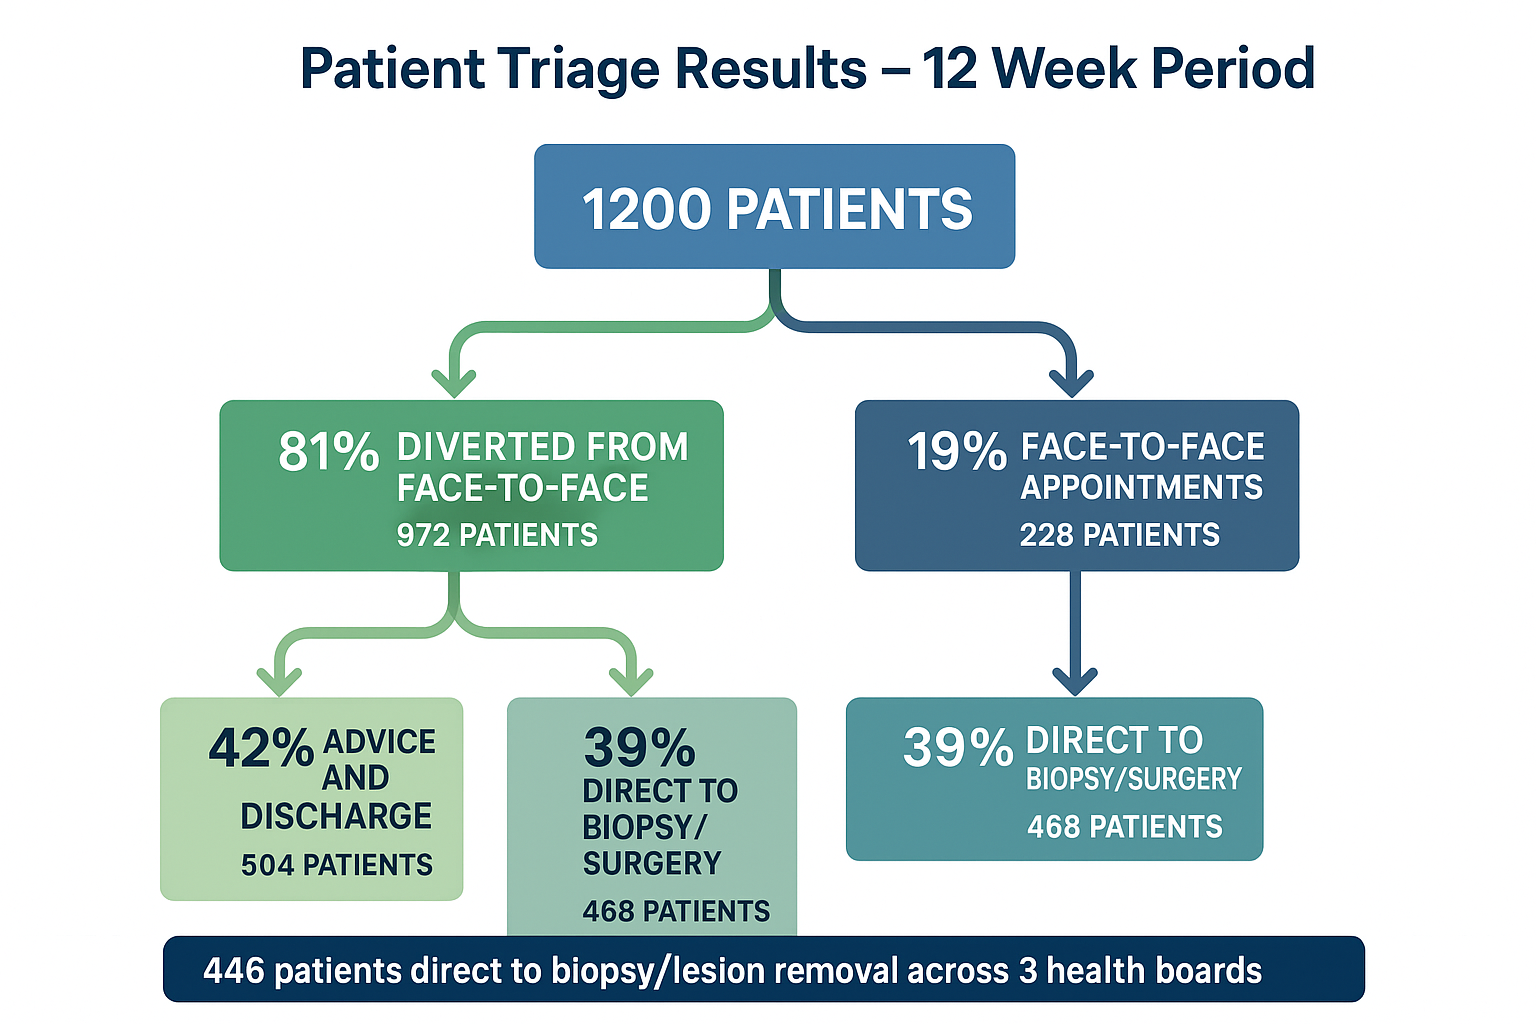 Patient Triage Results – 12 Week Period
1200 PATIENTS
81% DIVERTED FROM
FACE-TO-FACE
972 PATIENTS
19% FACE-TO-FACE
APPOINTMENTS
228 PATIENTS
42% ADVICE
AND
DISCHARGE
504 PATIENTS
39%
DIRECT TO
BIOPSY/
SURGERY
468 PATIENTS
39% DIRECT TO
BIOPSY/SURGERY
468 PATIENTS
446 patients direct to biopsy/lesion removal across 3 health boards